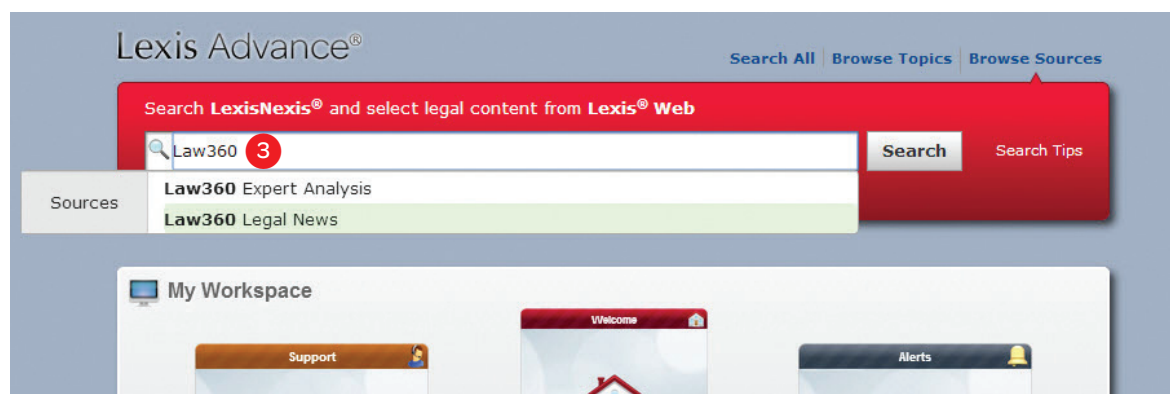 Lexis Advance®
Search All Browse Topics Browse Sources
Search LexisNexis® and select legal content from Lexis® Web
Law360 3 Search Search Tips
Sources
Law360 Expert Analysis
Law360 Legal News
My Workspace
Welcome
Support
Alerts